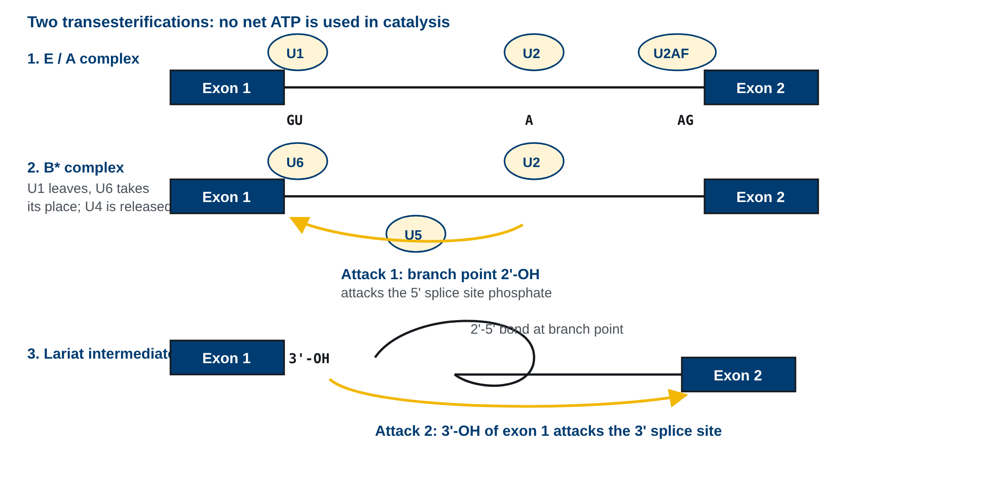 Two transesterifications: no net ATP is used in catalysis
U1 U2 U2AF
1. E / A complex
Exon 1 Exon 2
GU A AG
U6 U2
2. B* complex
U1 leaves, U6 takes
its place; U4 is released
Exon 1 Exon 2
U5
Attack 1: branch point 2'-OH
attacks the 5' splice site phosphate
2'-5' bond at branch point
3. Lariat intermediate
Exon 1 3'-OH
Exon 2
Attack 2: 3'-OH of exon 1 attacks the 3' splice site